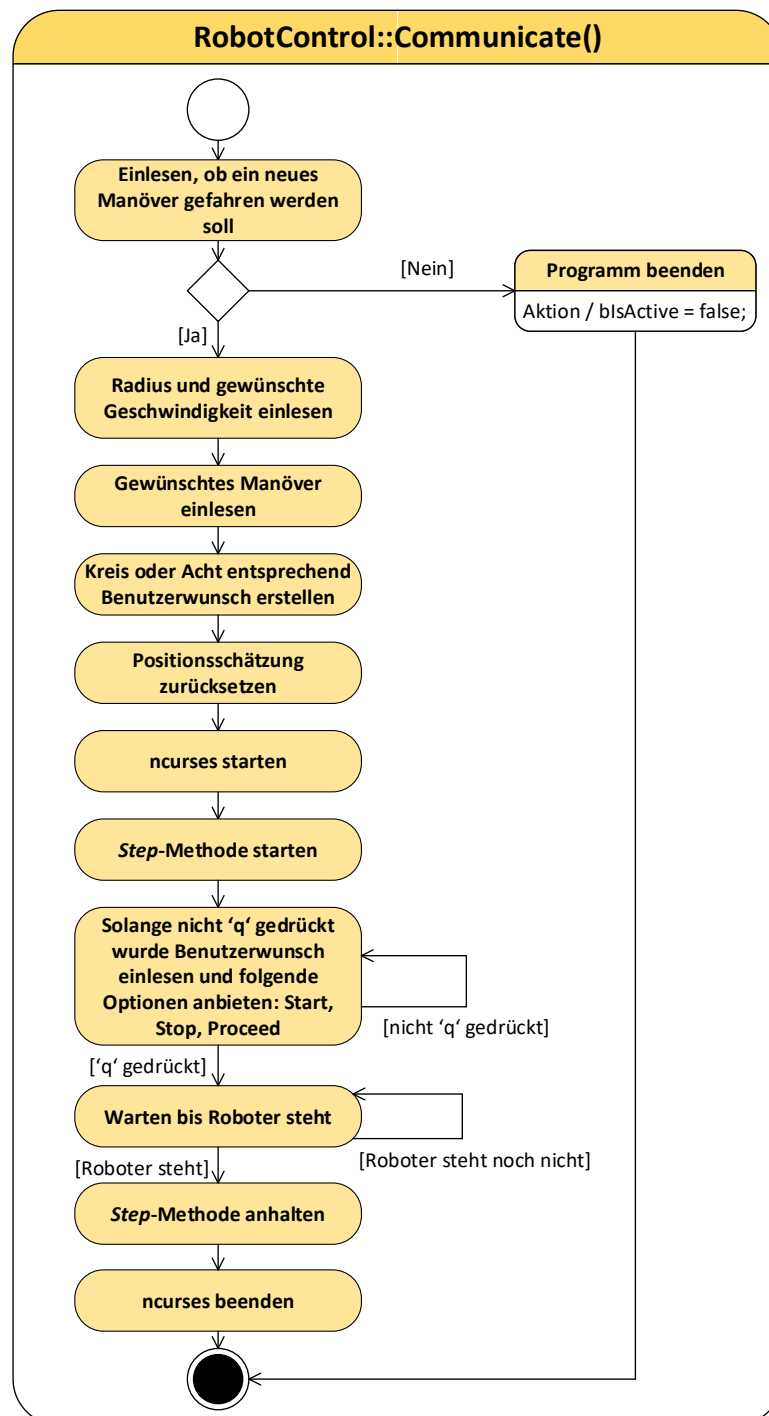 RobotControl::Communicate()
Einlesen, ob ein neues
Manöver gefahren werden
soll
[Nein]
Programm beenden
Aktion / bIsActive = false;
[Ja]
Radius und gewünschte
Geschwindigkeit einlesen
Gewünschtes Manöver
einlesen
Kreis oder Acht entsprechend
Benutzerwunsch erstellen
Positionsschätzung
zurücksetzen
ncurses starten
Step-Methode starten
Solange nicht ‘q‘ gedrückt
wurde Benutzerwunsch
einlesen und folgende
Optionen anbieten: Start,
Stop, Proceed
[nicht ‘q‘ gedrückt]
[‘q‘ gedrückt]
Warten bis Roboter steht
[Roboter steht noch nicht]
[Roboter steht]
Step-Methode anhalten
ncurses beenden